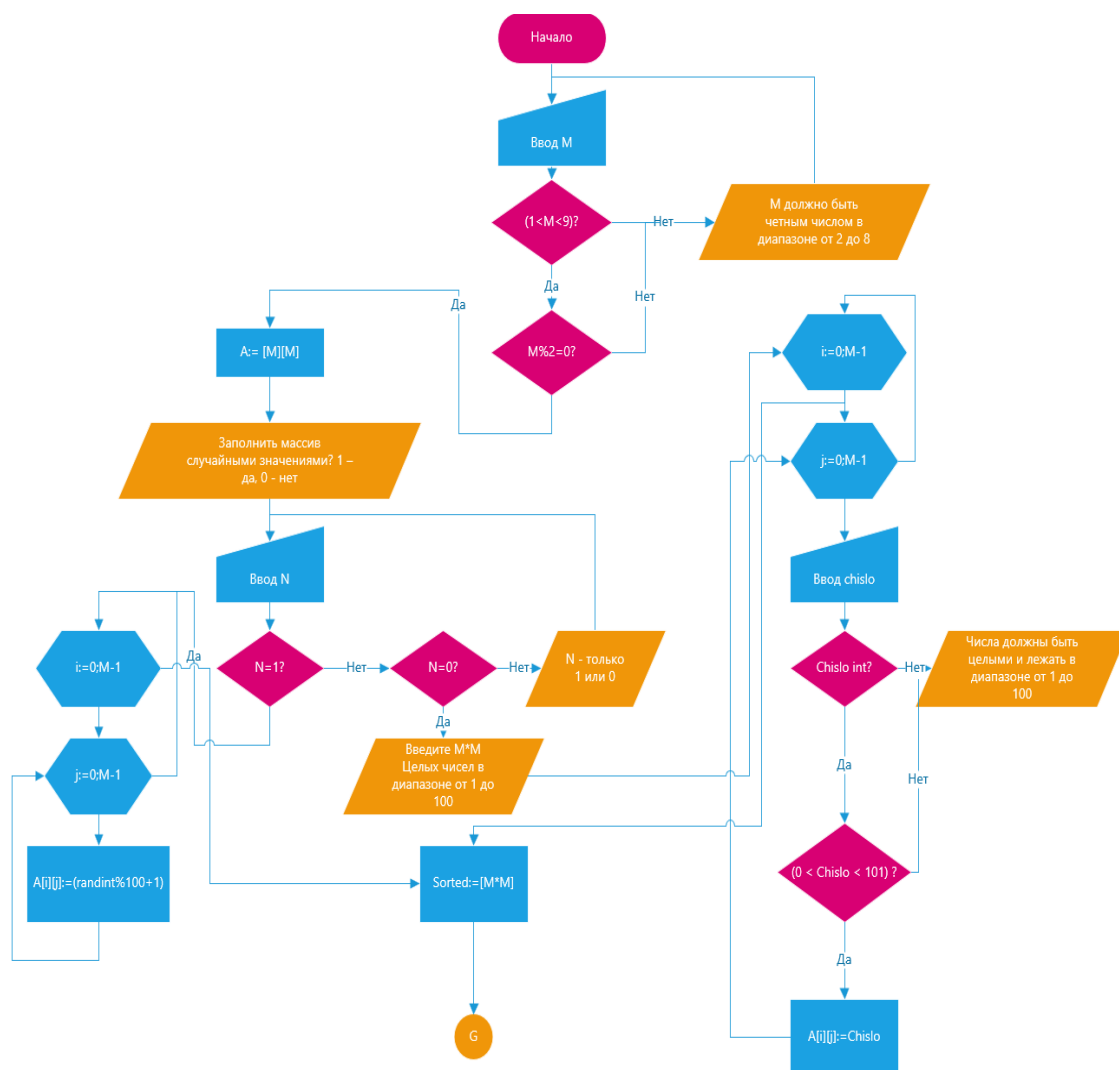 Начало
Ввод М
(1<M<9)?
Нет
М должно быть
четным числом в
диапазоне от 2 до 8
Да
Нет
Да
M%2=0?
A:= [M][M]
i:=0;M-1
Заполнить массив
случайными значениями? 1 –
да, 0 - нет
j:=0;M-1
Ввод N
Ввод chislo
i:=0;M-1
Да
N=1?
Нет
N=0?
Нет
N - только
1 или 0
Chislo int?
Нет
Числа должны быть
целыми и лежать в
диапазоне от 1 до
100
Да
j:=0;M-1
Введите M*M
Целых чисел в
диапазоне от 1 до
100
Да
Нет
A[i][j]:=(randint%100+1)
Sorted:=[M*M]
(0 < Chislo < 101) ?
Да
G
A[i][j]:=Chislo